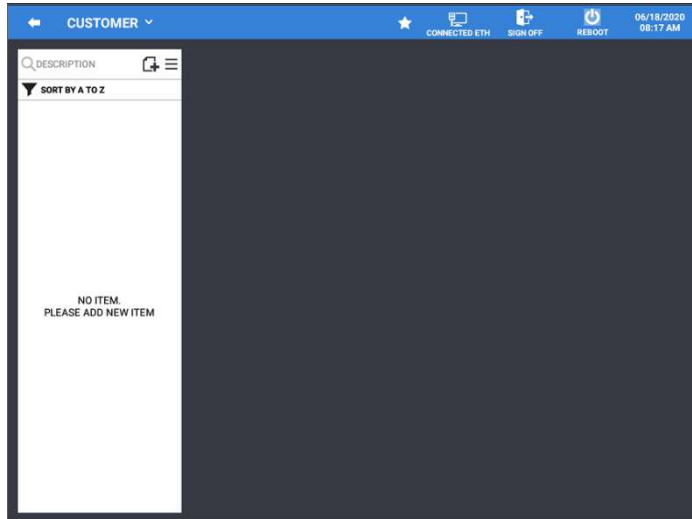 CUSTOMER
CONNECTED ETH
SIGN OFF
REBOOT
06/18/2020
08:17 AM
DESCRIPTION
SORT BY A TO Z
NO ITEM.
PLEASE ADD NEW ITEM